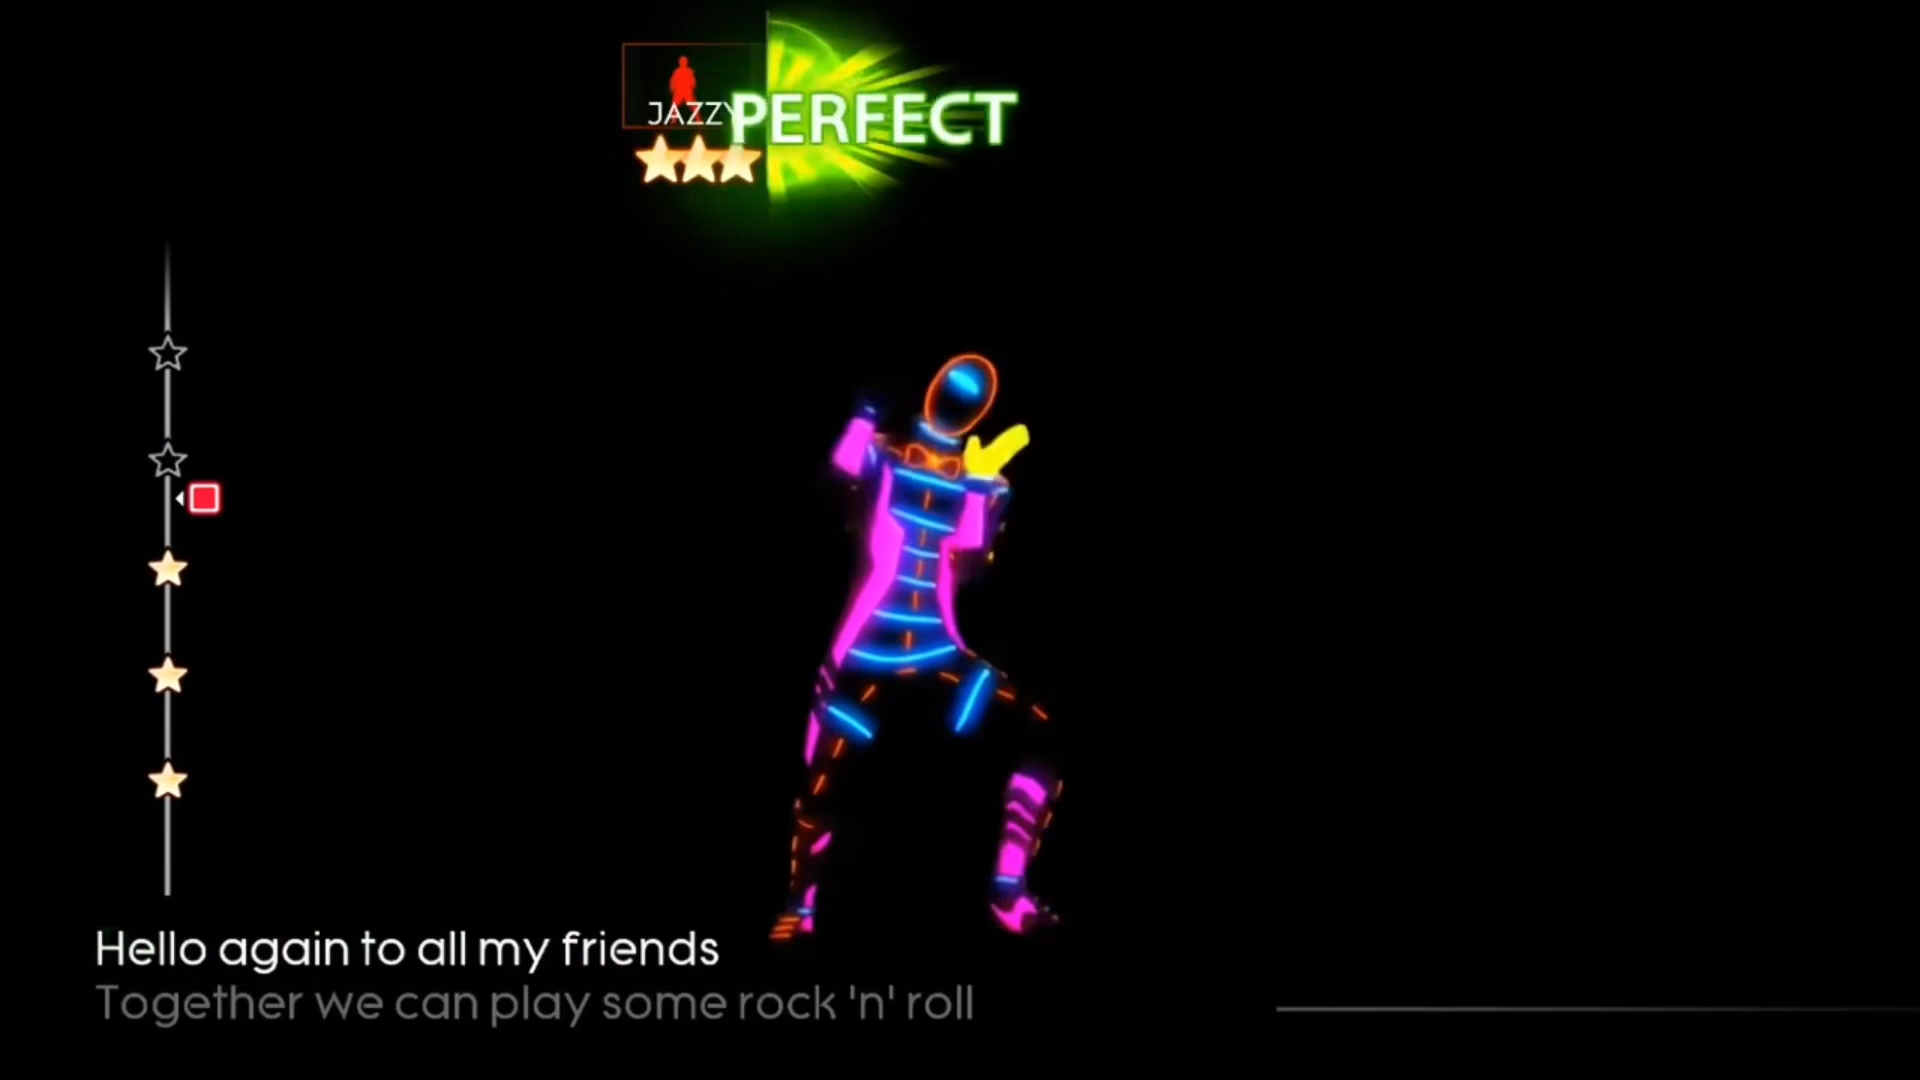 JAZZY
PERFECT
Hello again to all my friends
Together we can play some rock 'n' roll